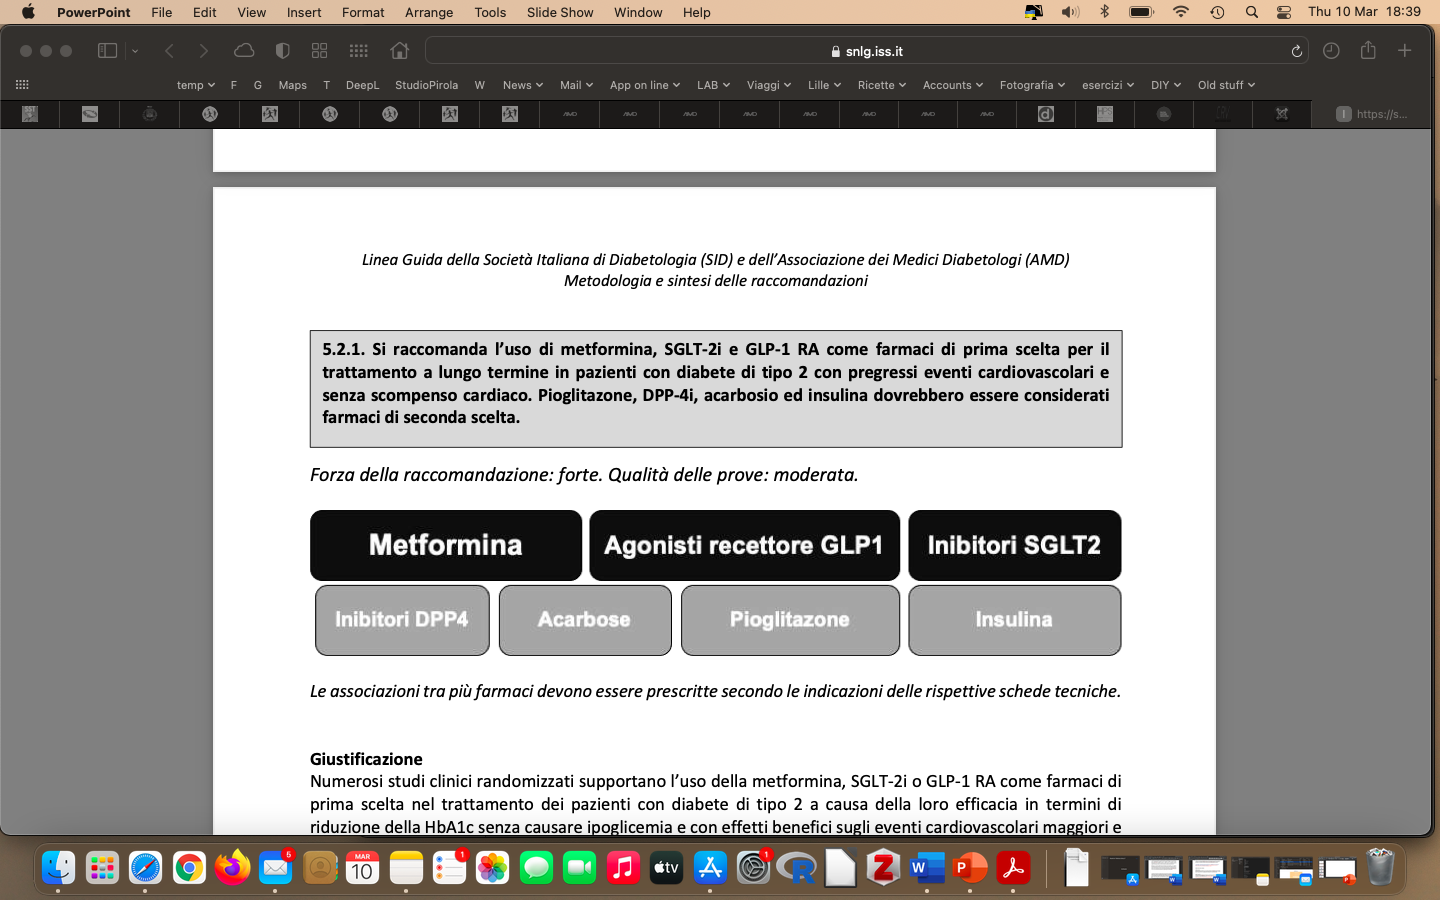 PowerPoint File Edit View Insert Format Arrange Tools Slide Show Window Help Thu 10 Mar 18:39
snlg.iss.it
temp F G Maps T DeepL StudioPirola W News Mail App on line LAB Viaggi Lille Ricette Accounts Fotografia esercizi DIY Old stuff
https://s...
Linea Guida della Società Italiana di Diabetologia (SID) e dell’Associazione dei Medici Diabetologi (AMD)
Metodologia e sintesi delle raccomandazioni
5.2.1. Si raccomanda l’uso di metformina, SGLT-2i e GLP-1 RA come farmaci di prima scelta per il
trattamento a lungo termine in pazienti con diabete di tipo 2 con pregressi eventi cardiovascolari e
senza scompenso cardiaco. Pioglitazone, DPP-4i, acarbosio ed insulina dovrebbero essere considerati
farmaci di seconda scelta.
Forza della raccomandazione: forte. Qualità delle prove: moderata.
Metformina Agonisti recettore GLP1 Inibitori SGLT2
Inibitori DPP4 Acarbose Pioglitazone Insulina
Le associazioni tra più farmaci devono essere prescritte secondo le indicazioni delle rispettive schede tecniche.
Giustificazione
Numerosi studi clinici randomizzati supportano l’uso della metformina, SGLT-2i o GLP-1 RA come farmaci di
prima scelta nel trattamento dei pazienti con diabete di tipo 2 a causa della loro efficacia in termini di
riduzione della HbA1c senza causare ipoglicemia e con effetti benefici sugli eventi cardiovascolari maggiori e
5 MAR 10 1 tv 1 R Z W P